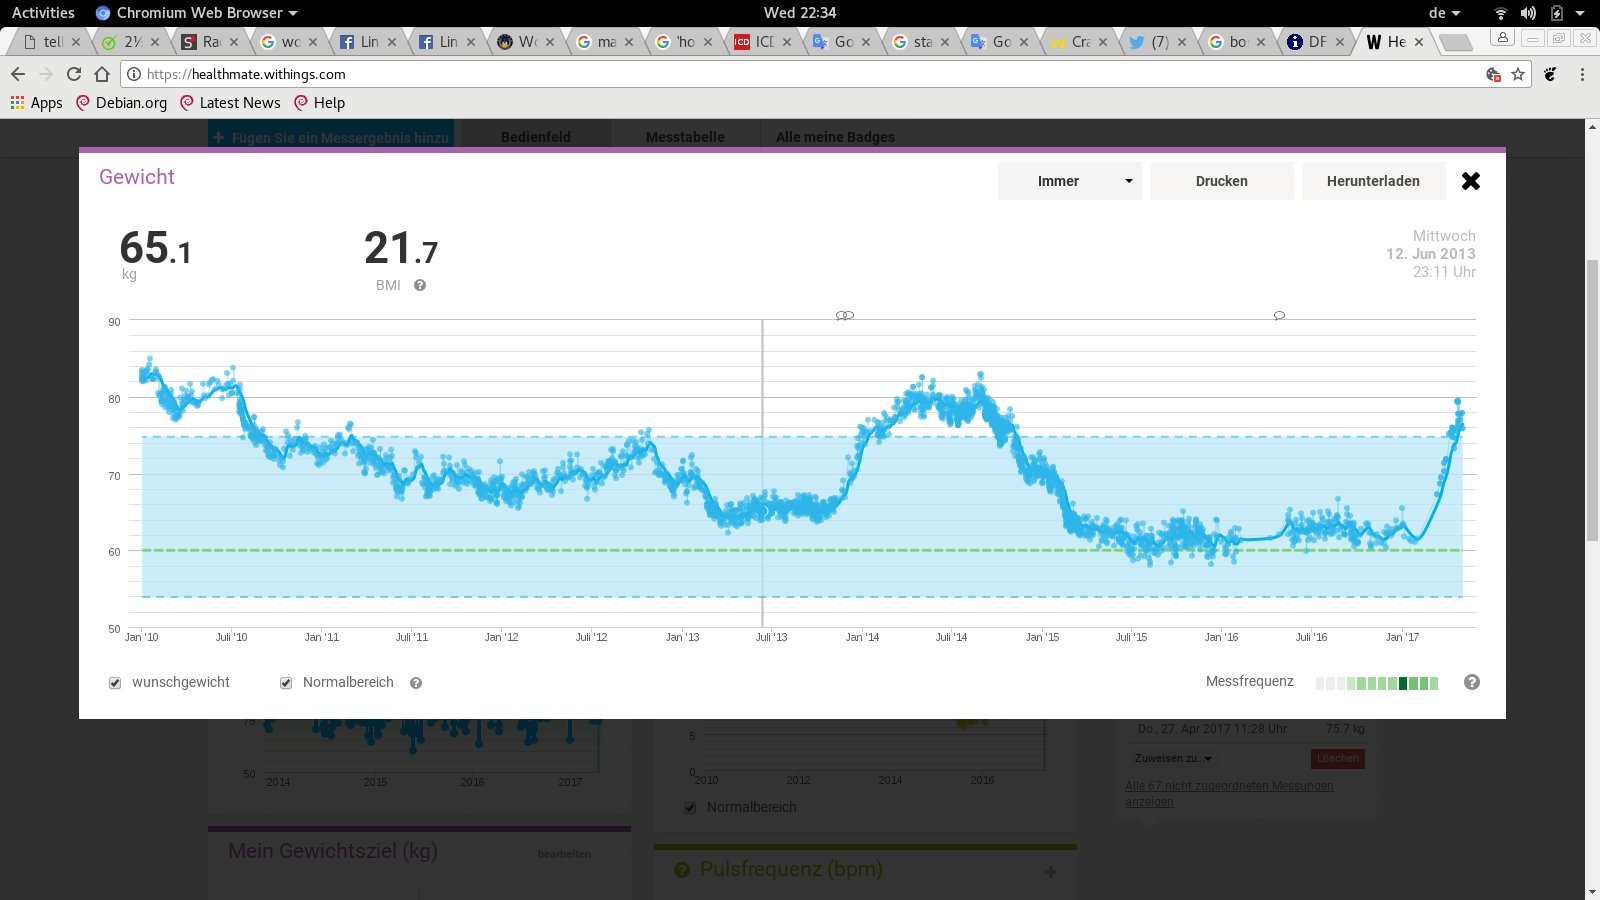 Activities Chromium Web Browser Wed 22:34 de
tell 2½ Ra wo Lin Lin Wo ma 'ho ICD Go sta Go Cra (7) bo DF He
https://healthmate.withings.com
Apps Debian.org Latest News Help
+ Fügen Sie ein Messergebnis hinzu Bedienfeld Messtabelle Alle meine Badges
Gewicht Immer Drucken Herunterladen
65.1 21.7
kg BMI ?
Mittwoch
12. Jun 2013
23:11 Uhr
90
80
70
60
50
Jan '10 Juli '10 Jan '11 Juli '11 Jan '12 Juli '12 Jan '13 Juli '13 Jan '14 Juli '14 Jan '15 Juli '15 Jan '16 Juli '16 Jan '17
wunschgewicht Normalbereich ? Messfrequenz ?
75
50
2014 2015 2016 2017
5
0
2010 2012 2014 2016
Normalbereich
Do., 27. Apr 2017 11:28 Uhr 75.7 kg
Zuweisen zu... Löschen
Alle 67 nicht zugeordneten Messungen
anzeigen
Mein Gewichtsziel (kg) bearbeiten
? Pulsfrequenz (bpm) +